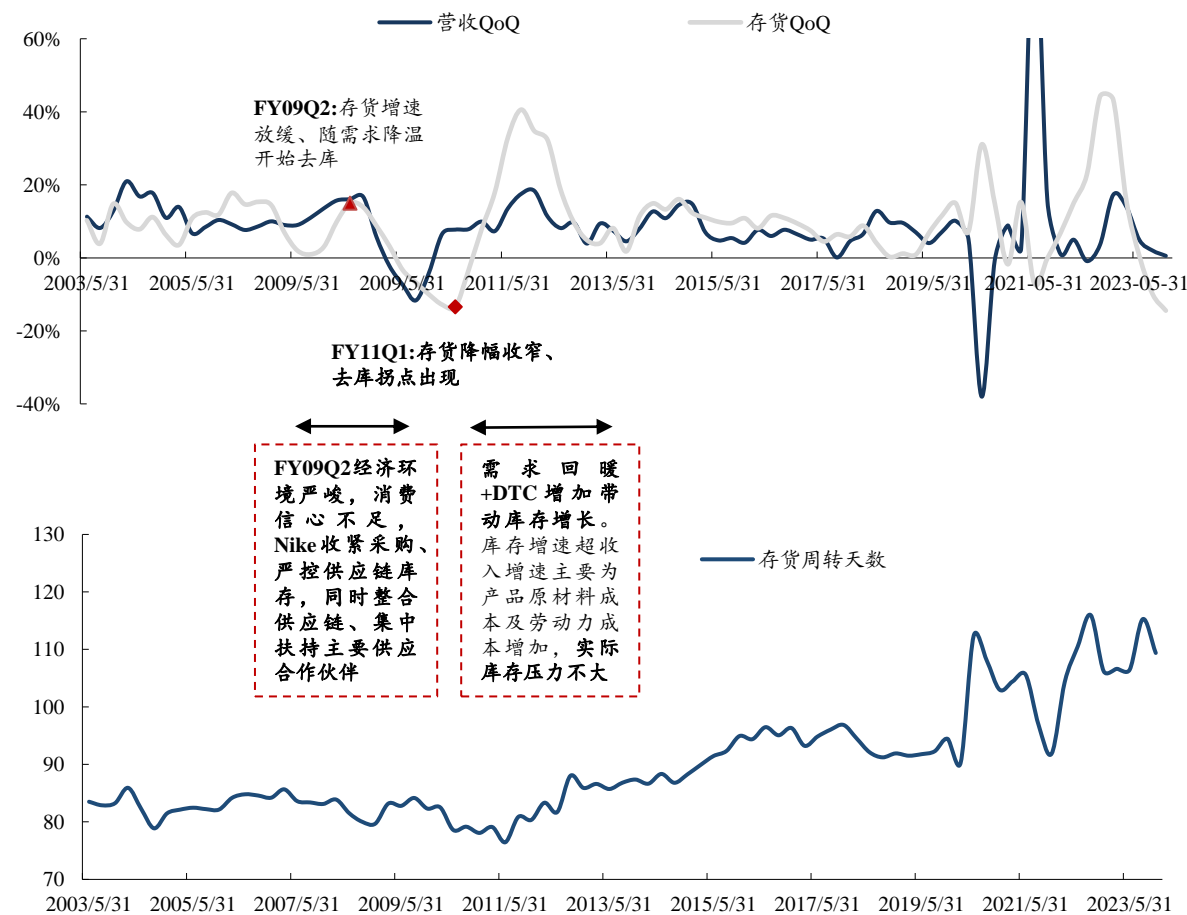 营收QoQ
存货QoQ
60%
40%
20%
0%
-20%
-40%
FY09Q2:存货增速
放缓、随需求降温
开始去库
2003/5/31 2005/5/31 2009/5/31 2009/5/31 2011/5/31 2013/5/31 2015/5/31 2017/5/31 2019/5/31 2021-05-31 2023-05-31
FY11Q1:存货降幅收窄、
去库拐点出现
FY09Q2经济环
境严峻，消费
信心不足，
Nike收紧采购、
严控供应链库
存，同时整合
供应链、集中
扶持主要供应
合作伙伴
需求回暖
+DTC增加带
动库存增长。
库存增速超收
入增速主要为
产品原材料成
本及劳动力成
本增加，实际
库存压力不大
存货周转天数
130
120
110
100
90
80
70
2003/5/31 2005/5/31 2007/5/31 2009/5/31 2011/5/31 2013/5/31 2015/5/31 2017/5/31 2019/5/31 2021/5/31 2023/5/31